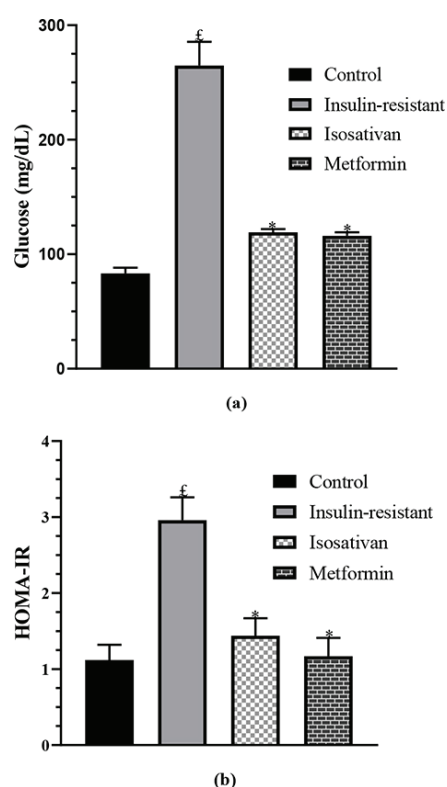 Glucose (mg/dL)
300
200
100
0
£
*
*
Control
Insulin-resistant
Isosativan
Metformin
(a)
HOMA-IR
4
3
2
1
0
£
*
*
Control
Insulin-resistant
Isosativan
Metformin
(b)